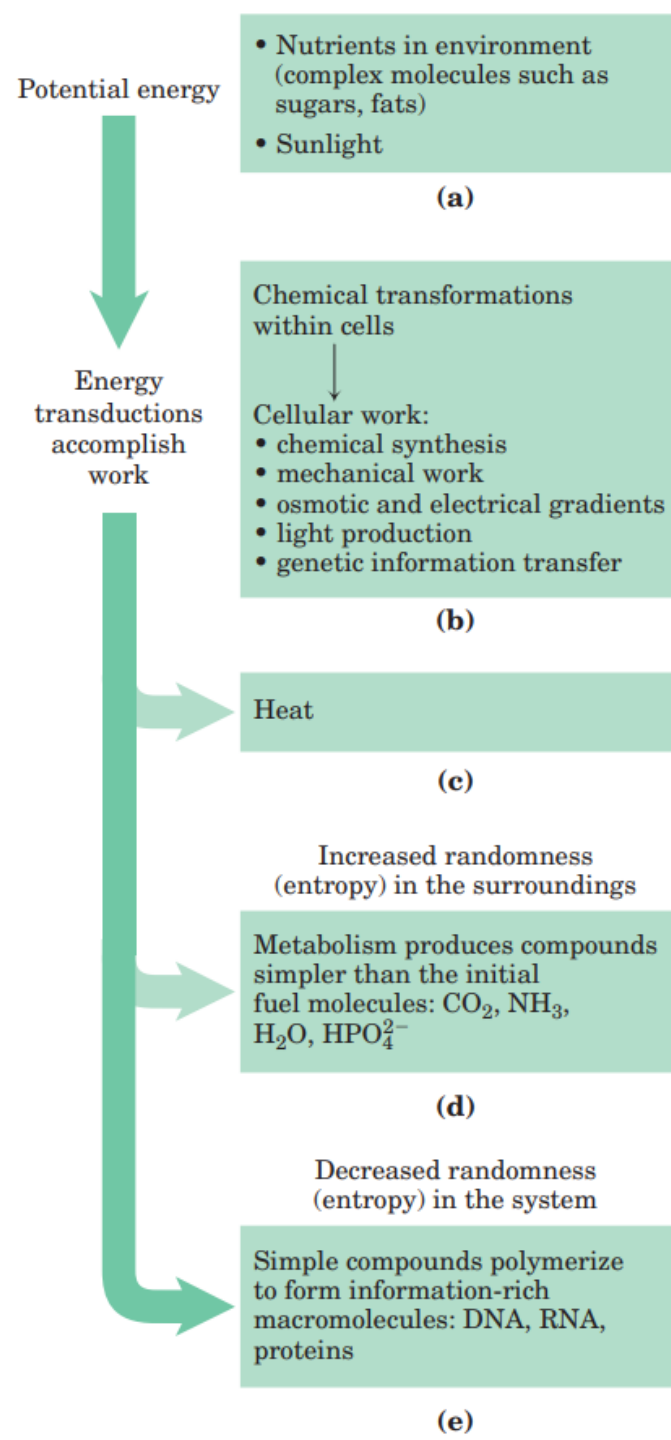 Potential energy
• Nutrients in environment
(complex molecules such as
sugars, fats)
• Sunlight
(a)
Energy
transductions
accomplish
work
Chemical transformations
within cells
Cellular work:
• chemical synthesis
• mechanical work
• osmotic and electrical gradients
• light production
• genetic information transfer
(b)
Heat
(c)
Increased randomness
(entropy) in the surroundings
Metabolism produces compounds
simpler than the initial
fuel molecules: CO₂, NH₃,
H₂O, HPO₄²⁻
(d)
Decreased randomness
(entropy) in the system
Simple compounds polymerize
to form information-rich
macromolecules: DNA, RNA,
proteins
(e)